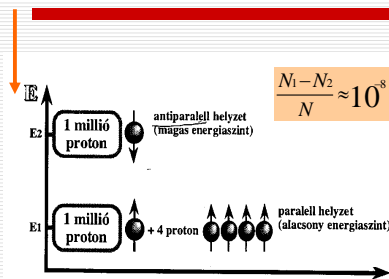 E
N₁−N₂ / N ≈ 10⁻⁸
E2
1 millió
proton
antiparalell helyzet
(magas energiaszint)
E1
1 millió
proton
+ 4 proton
paralell helyzet
(alacsony energiaszint)